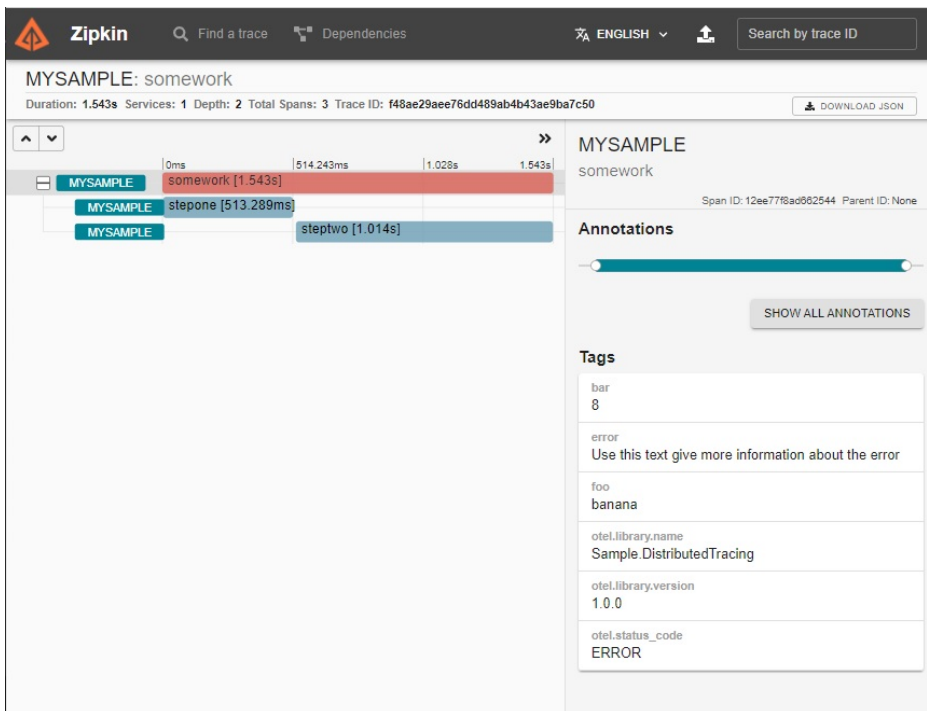 Zipkin Find a trace Dependencies ENGLISH Search by trace ID
MYSAMPLE: somework
Duration: 1.543s Services: 1 Depth: 2 Total Spans: 3 Trace ID: f48ae29aee76dd489ab4b43ae9ba7c50
DOWNLOAD JSON
0ms 514.243ms 1.028s 1.543s
MYSAMPLE somework [1.543s]
MYSAMPLE stepone [513.289ms]
MYSAMPLE steptwo [1.014s]
MYSAMPLE
somework
Span ID: 12ee77f8ad662544 Parent ID: None
Annotations
SHOW ALL ANNOTATIONS
Tags
bar
8
error
Use this text give more information about the error
foo
banana
otel.library.name
Sample.DistributedTracing
otel.library.version
1.0.0
otel.status_code
ERROR